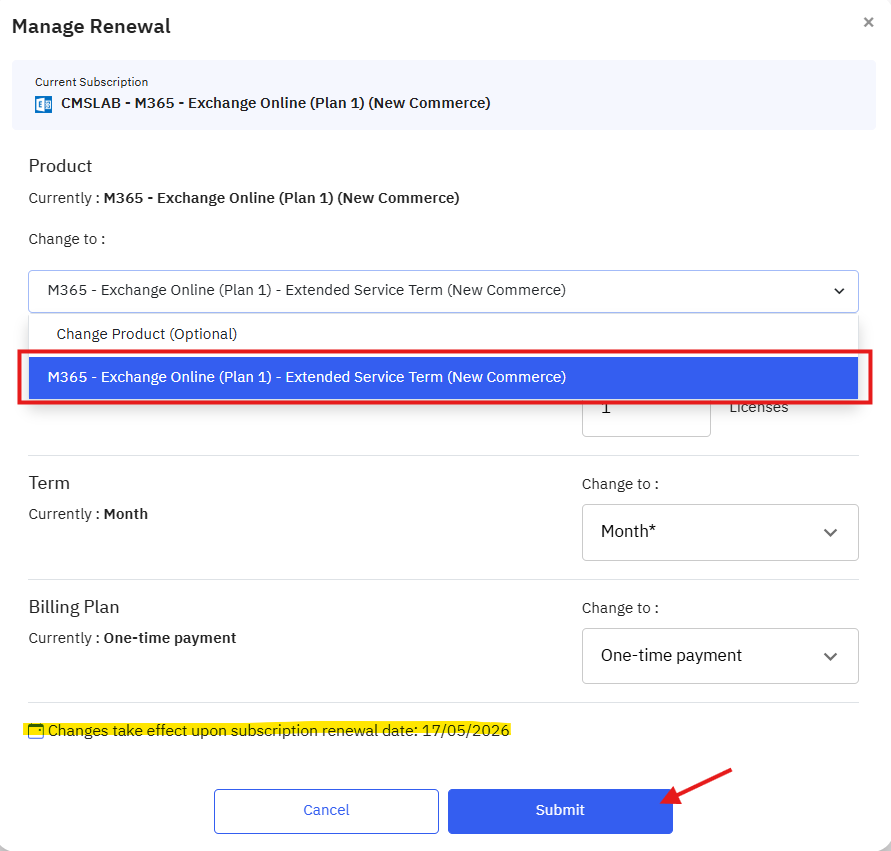 Manage Renewal
×
Current Subscription
CMSLAB - M365 - Exchange Online (Plan 1) (New Commerce)
Product
Currently : M365 - Exchange Online (Plan 1) (New Commerce)
Change to :
M365 - Exchange Online (Plan 1) - Extended Service Term (New Commerce)
Change Product (Optional)
M365 - Exchange Online (Plan 1) - Extended Service Term (New Commerce)
1 Licenses
Term
Change to :
Currently : Month
Month*
Billing Plan
Change to :
Currently : One-time payment
One-time payment
Changes take effect upon subscription renewal date: 17/05/2026
Cancel Submit